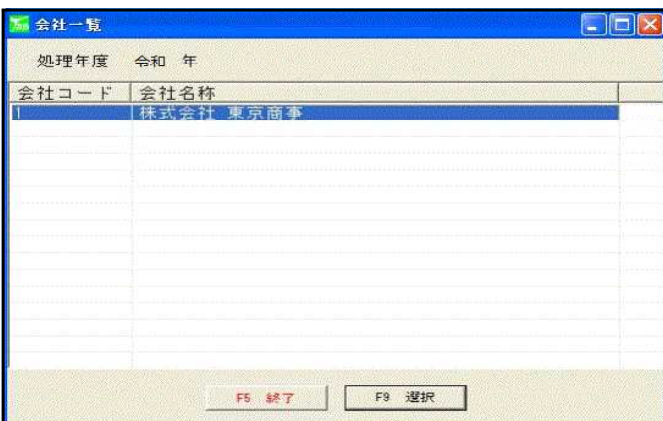 会社一覧
処理年度 令和 年
会社コード 会社名称
1 株式会社 東京商事
F5 終了 F9 選択